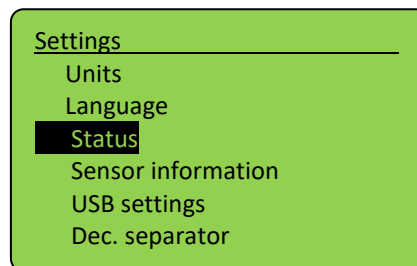 Settings
Units
Language
Status
Sensor information
USB settings
Dec. separator